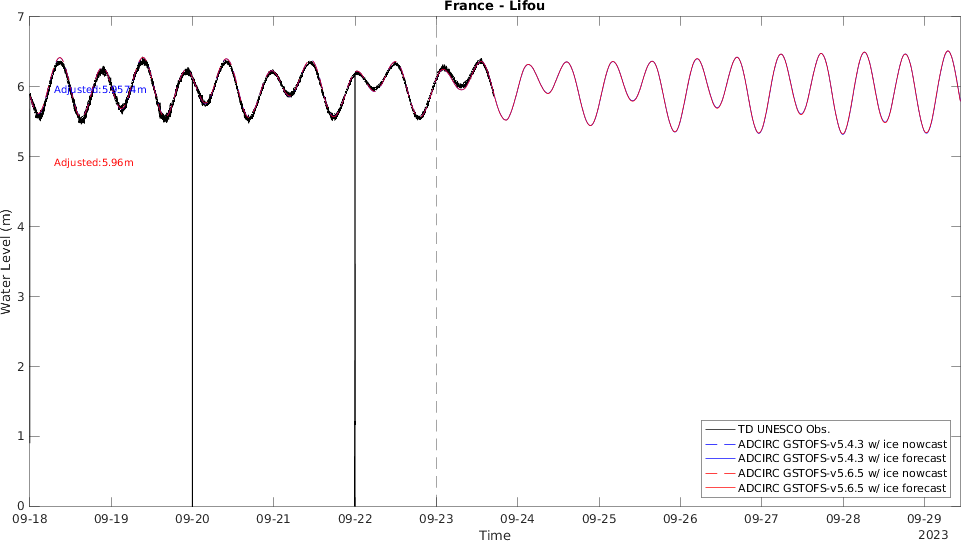 France - Lifou
7
6
5
4
3
2
1
0
Water Level (m)
Adjusted:5.9574m
Adjusted:5.96m
TD UNESCO Obs.
ADCIRC GSTOFS-v5.4.3 w/ ice nowcast
ADCIRC GSTOFS-v5.4.3 w/ ice forecast
ADCIRC GSTOFS-v5.6.5 w/ ice nowcast
ADCIRC GSTOFS-v5.6.5 w/ ice forecast
09-18 09-19 09-20 09-21 09-22 09-23 09-24 09-25 09-26 09-27 09-28 09-29
Time
2023